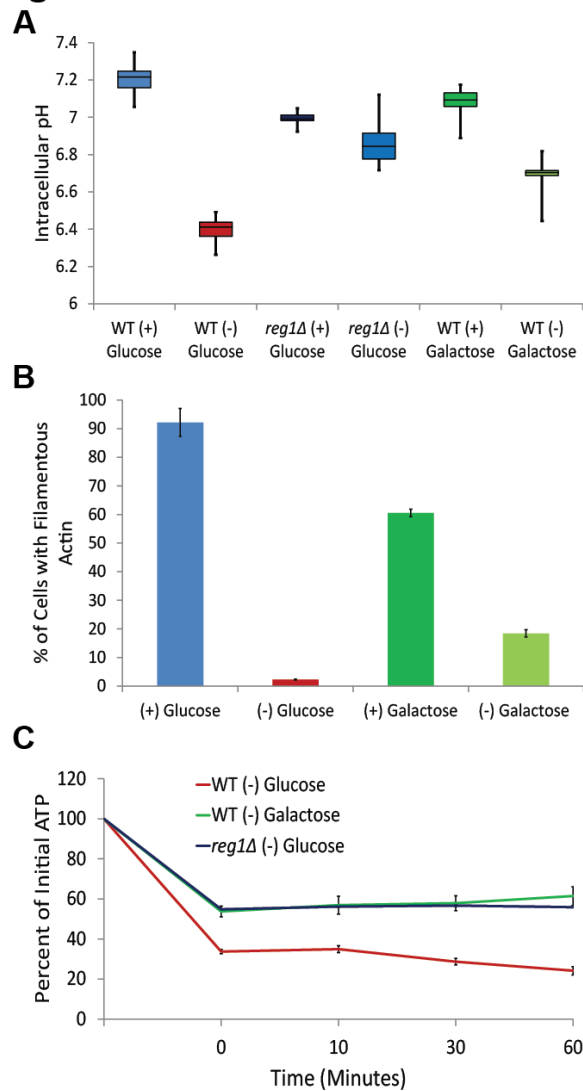 A
7.4
7.2
7
6.8
6.6
6.4
6.2
6
Intracellular pH
WT (+)
Glucose
WT (-)
Glucose
reg1Δ (+)
Glucose
reg1Δ (-)
Glucose
WT (+)
Galactose
WT (-)
Galactose
B
100
90
80
70
60
50
40
30
20
10
0
% of Cells with Filamentous
Actin
(+) Glucose
(-) Glucose
(+) Galactose
(-) Galactose
C
120
100
80
60
40
20
0
Percent of Initial ATP
WT (-) Glucose
WT (-) Galactose
reg1Δ (-) Glucose
0
10
30
60
Time (Minutes)